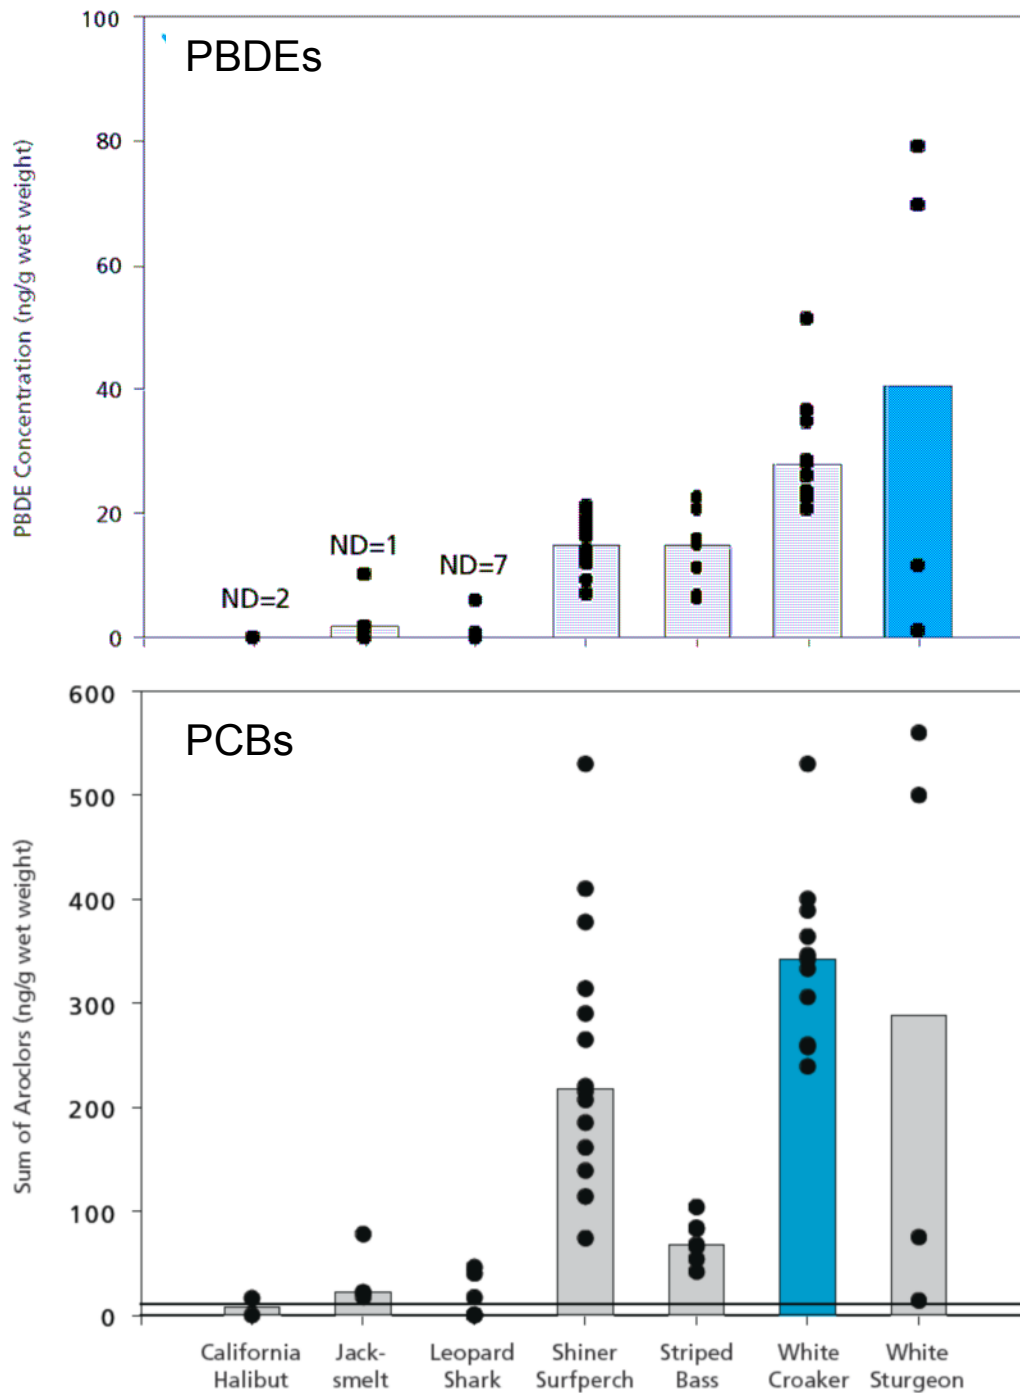 PBDEs
PBDE Concentration (ng/g wet weight)
100
80
60
40
20
0
ND=2
ND=1
ND=7
PCBs
Sum of Aroclors (ng/g wet weight)
600
500
400
300
200
100
0
California
Halibut
Jack-
smelt
Leopard
Shark
Shiner
Surfperch
Striped
Bass
White
Croaker
White
Sturgeon